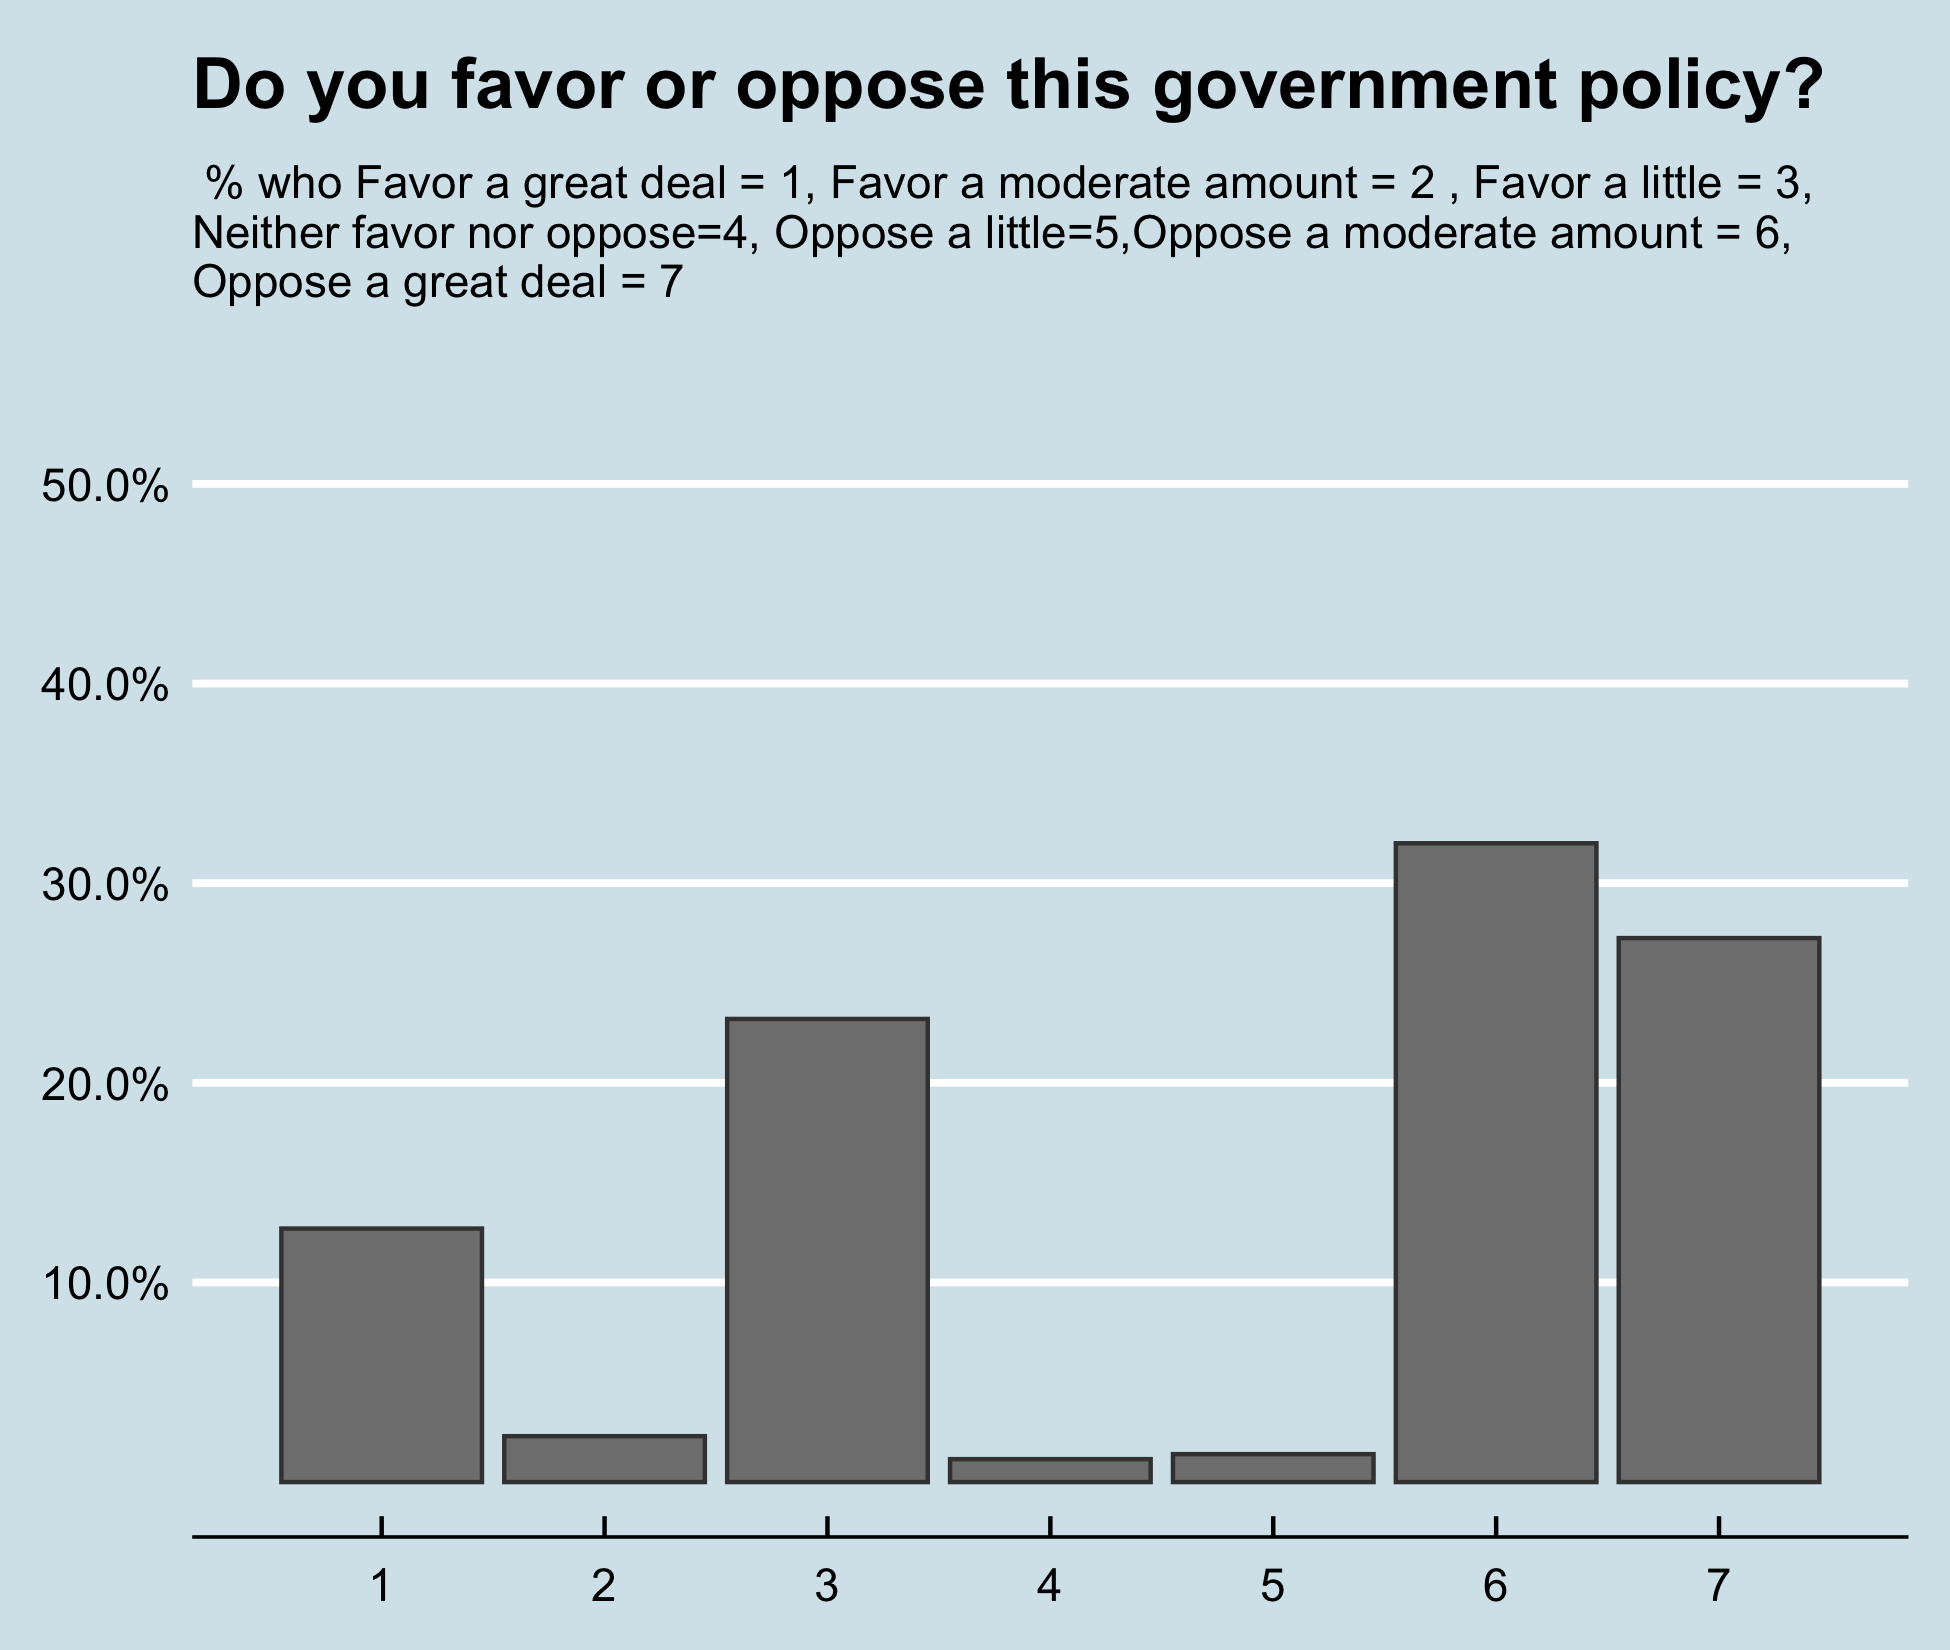 Do you favor or oppose this government policy?
% who Favor a great deal = 1, Favor a moderate amount = 2 , Favor a little = 3,
Neither favor nor oppose=4, Oppose a little=5,Oppose a moderate amount = 6,
Oppose a great deal = 7
50.0%
40.0%
30.0%
20.0%
10.0%
1 2 3 4 5 6 7